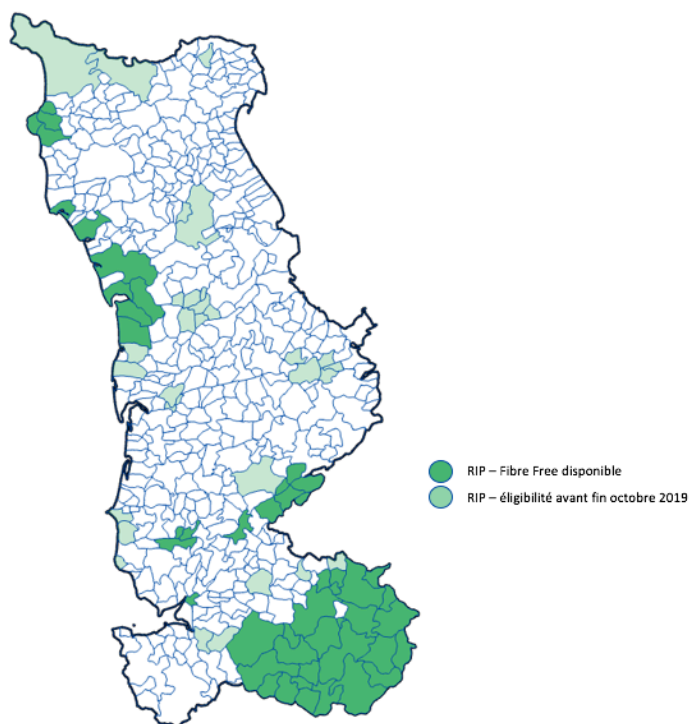 RIP – Fibre Free disponible
RIP – éligibilité avant fin octobre 2019